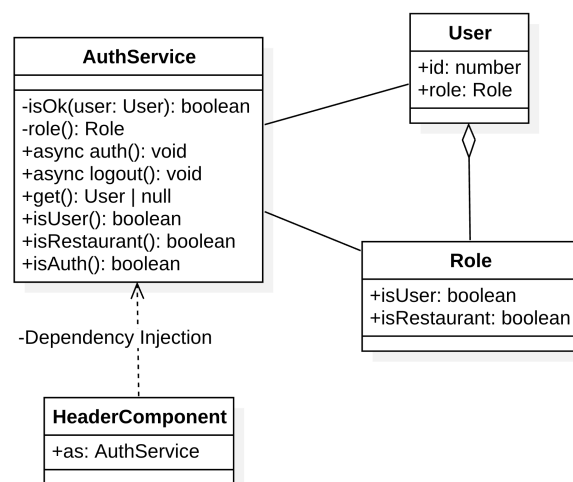 AuthService
-isOk(user: User): boolean
-role(): Role
+async auth(): void
+async logout(): void
+get(): User | null
+isUser(): boolean
+isRestaurant(): boolean
+isAuth(): boolean
User
+id: number
+role: Role
Role
+isUser: boolean
+isRestaurant: boolean
-Dependency Injection
HeaderComponent
+as: AuthService